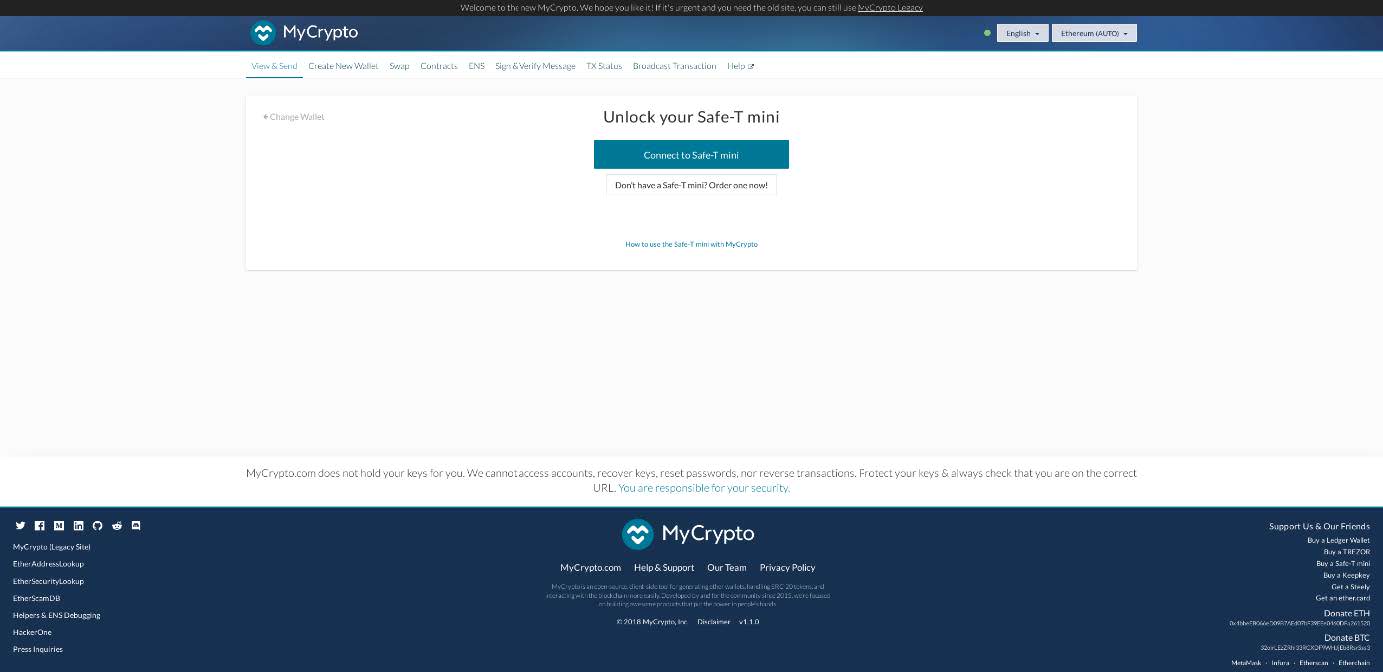 Welcome to the new MyCrypto. We hope you like it! If it's urgent and you need the old site, you can still use MyCrypto Legacy
MyCrypto
English
Ethereum (AUTO)
View & Send
Create New Wallet
Swap
Contracts
ENS
Sign & Verify Message
TX Status
Broadcast Transaction
Help
Change Wallet
Unlock your Safe-T mini
Connect to Safe-T mini
Don't have a Safe-T mini? Order one now!
How to use the Safe-T mini with MyCrypto
MyCrypto.com does not hold your keys for you. We cannot access accounts, recover keys, reset passwords, nor reverse transactions. Protect your keys & always check that you are on the correct
URL. You are responsible for your security.
MyCrypto (Legacy Site)
EtherAddressLookup
EtherSecurityLookup
EtherScamDB
Helpers & ENS Debugging
HackerOne
Press Inquiries
MyCrypto
MyCrypto.com
Help & Support
Our Team
Privacy Policy
MyCrypto is an open-source, client-side tool for generating ether wallets, handling ERC-20 tokens, and
interacting with the blockchain more easily. Developed by and for the community since 2015, we're focused
on building awesome products that put the power in people's hands.
© 2018 MyCrypto, Inc.
Disclaimer
v1.1.0
Support Us & Our Friends
Buy a Ledger Wallet
Buy a TREZOR
Buy a Safe-T mini
Buy a Keepkey
Get a Steely
Get an ether.card
Donate ETH
Donate BTC
MetaMask · Infura · Etherscan · Etherchain